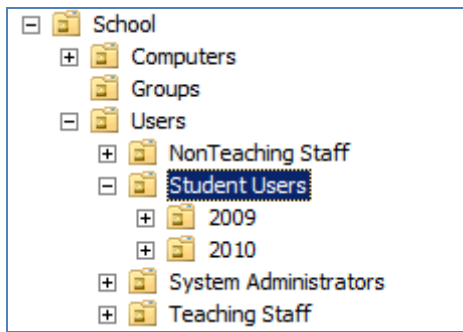 School
Computers
Groups
Users
NonTeaching Staff
Student Users
2009
2010
System Administrators
Teaching Staff